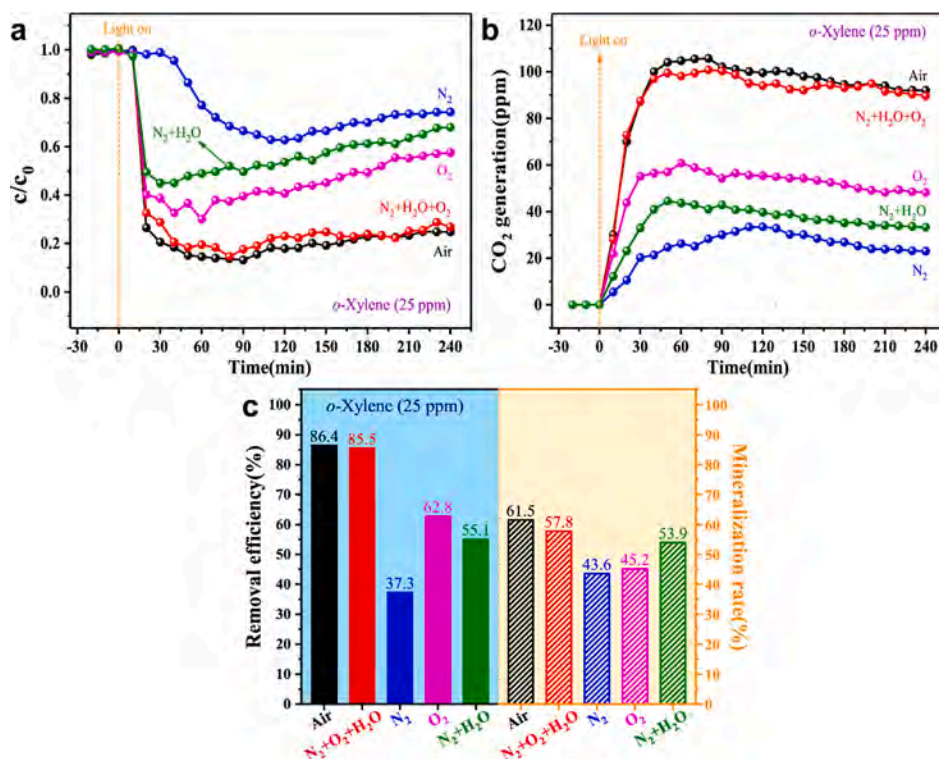 a
Light on
o-Xylene (25 ppm)
N₂
N₂+H₂O
O₂
N₂+H₂O+O₂
Air
c/c₀
1.0
0.8
0.6
0.4
0.2
0.0
-30 0 30 60 90 120 150 180 210 240
Time(min)
b
Light on
o-Xylene (25 ppm)
Air
N₂+H₂O+O₂
O₂
N₂+H₂O
N₂
CO₂ generation(ppm)
120
100
80
60
40
20
0
-30 0 30 60 90 120 150 180 210 240
Time(min)
c
o-Xylene (25 ppm)
Removal efficiency(%)
100
90
80
70
60
50
40
30
20
10
0
86.4 85.5 37.3 62.8 55.1 61.5 57.8 43.6 45.2 53.9
Air N₂+O₂+H₂O N₂ O₂ N₂+H₂O Air N₂+O₂+H₂O N₂ O₂ N₂+H₂O
100
90
80
70
60
50
40
30
20
10
0
Mineralization rate(%)